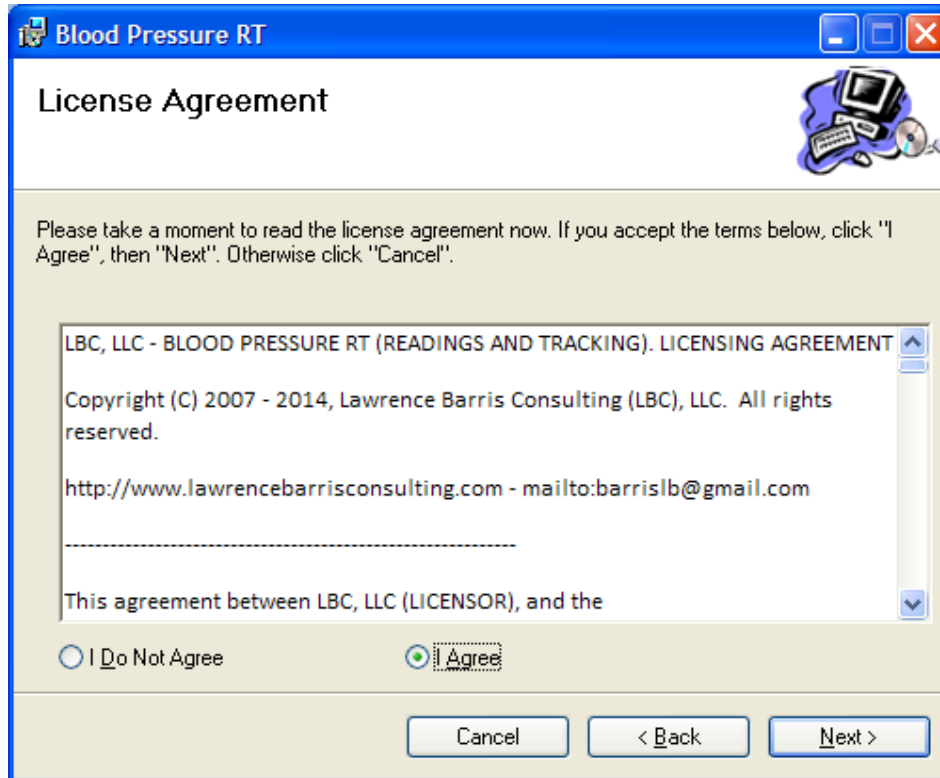 Blood Pressure RT
License Agreement
Please take a moment to read the license agreement now. If you accept the terms below, click "I
Agree", then "Next". Otherwise click "Cancel".
LBC, LLC - BLOOD PRESSURE RT (READINGS AND TRACKING). LICENSING AGREEMENT
Copyright (C) 2007 - 2014, Lawrence Barris Consulting (LBC), LLC.  All rights
reserved.
http://www.lawrencebarrisconsulting.com - mailto:barrislb@gmail.com
------------------------------------------------------------
This agreement between LBC, LLC (LICENSOR), and the
I Do Not Agree
I Agree
Cancel
< Back
Next >